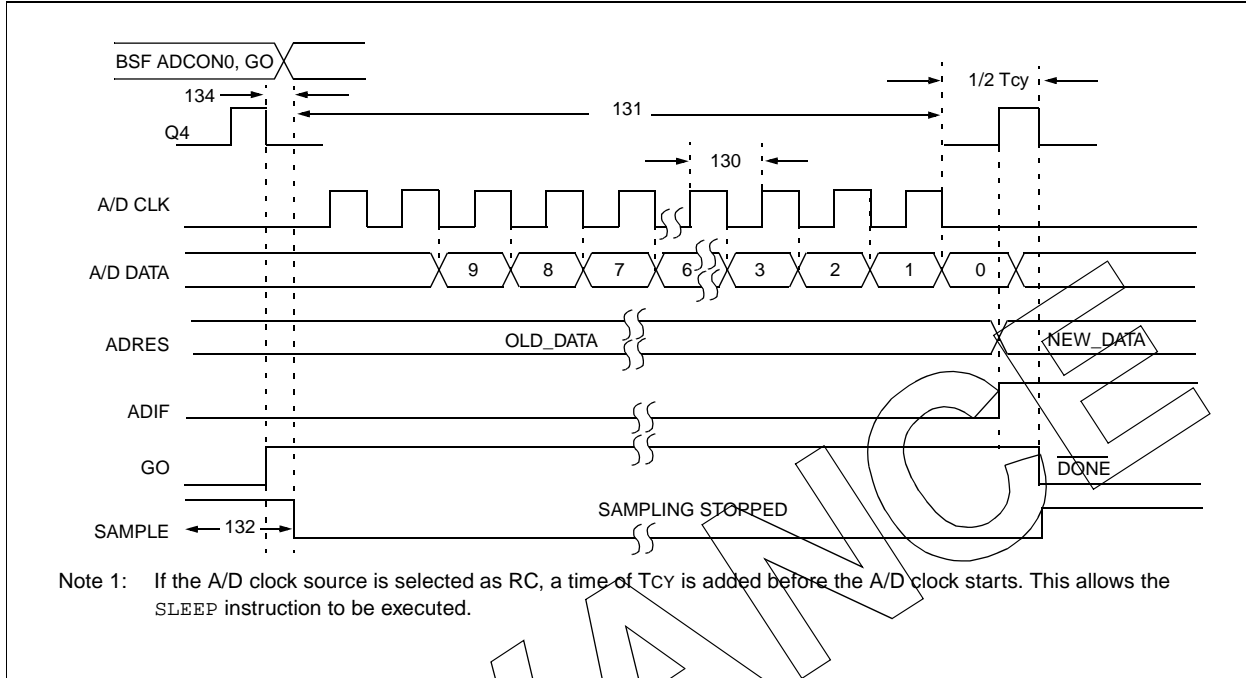 BSF ADCON0, GO
134
131
1/2 Tcy
Q4
130
A/D CLK
A/D DATA
9 8 7 6 3 2 1 0
OLD_DATA
ADRES
NEW_DATA
ADIF
GO
DONE
SAMPLING STOPPED
SAMPLE
132
Note 1: If the A/D clock source is selected as RC, a time of TCY is added before the A/D clock starts. This allows the
SLEEP instruction to be executed.